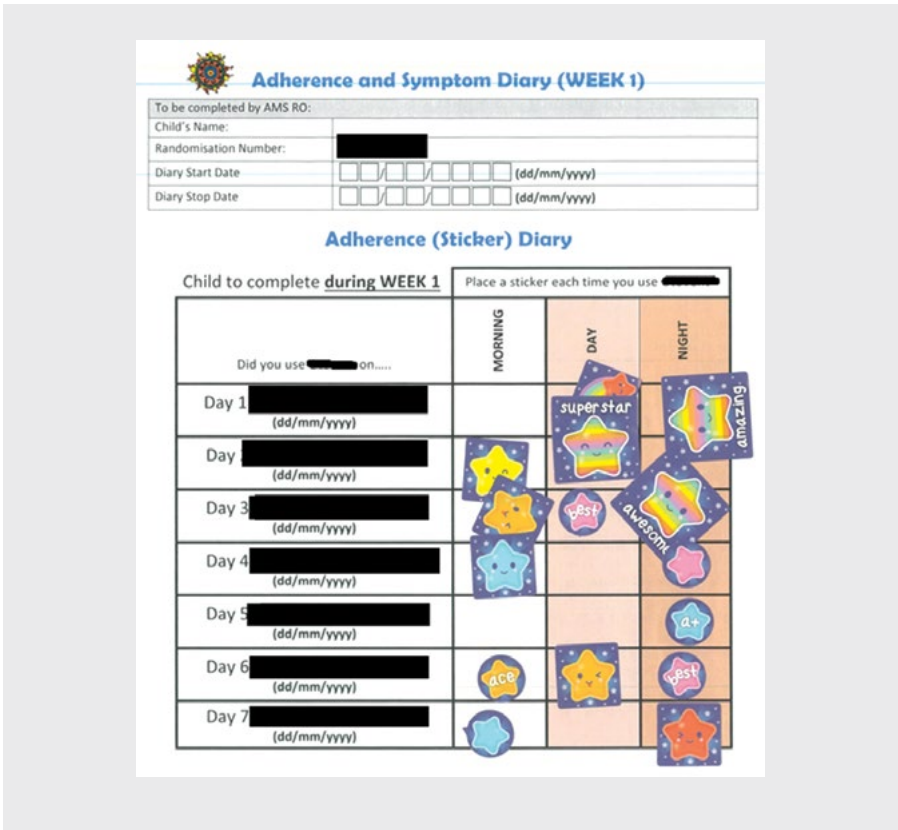 Adherence and Symptom Diary (WEEK 1)
To be completed by AMS RO:
Child's Name:
Randomisation Number:
Diary Start Date
(dd/mm/yyyy)
Diary Stop Date
(dd/mm/yyyy)
Adherence (Sticker) Diary
Child to complete during WEEK 1
Place a sticker each time you use
Did you use on.....
MORNING
DAY
NIGHT
Day 1
(dd/mm/yyyy)
superstar
amazing
Day
(dd/mm/yyyy)
Day 3
(dd/mm/yyyy)
best
awesome
Day 4
(dd/mm/yyyy)
Day 5
(dd/mm/yyyy)
a+
Day 6
(dd/mm/yyyy)
ace
best
Day 7
(dd/mm/yyyy)